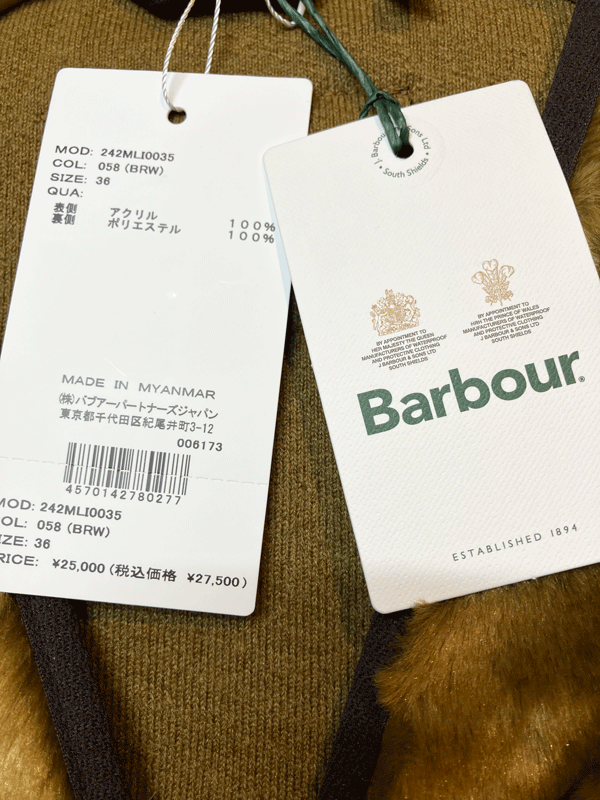 MOD: 242MLI0035
COL: 058 (BRW)
SIZE: 36
QUA:
表側 アクリル 100%
裏側 ポリエステル 100%
MADE IN MYANMAR
(株)バブアーパートナーズジャパン
東京都千代田区紀尾井町3-12
006173
4570142780277
MOD: 242MLI0035
COL: 058 (BRW)
SIZE: 36
PRICE: ¥25,000 (税込価格 ¥27,500)
J. Barbour Sons Ltd
• South Shields •
BY APPOINTMENT TO
HER MAJESTY THE QUEEN
MANUFACTURERS OF WATERPROOF
AND PROTECTIVE CLOTHING
J BARBOUR & SONS LTD
SOUTH SHIELDS
BY APPOINTMENT TO
HRH THE PRINCE OF WALES
MANUFACTURERS OF WATERPROOF
AND PROTECTIVE CLOTHING
J BARBOUR & SONS LTD
SOUTH SHIELDS
Barbour®
ESTABLISHED 1894